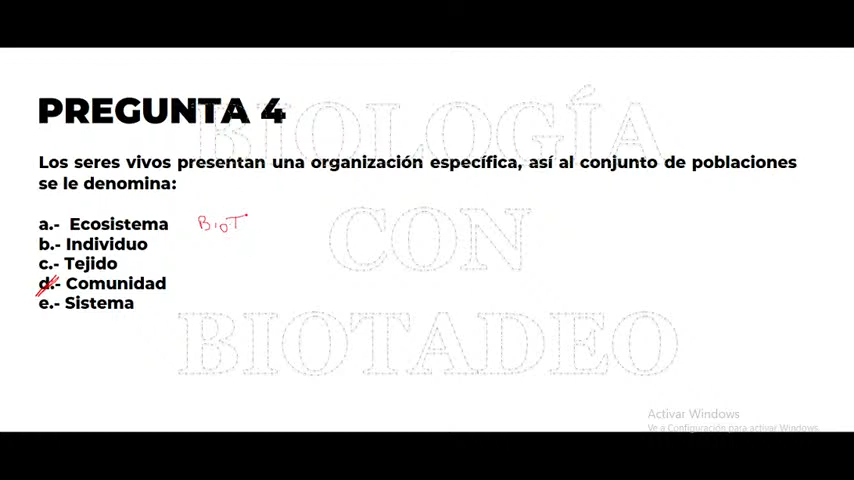 BIOLOGÍA
PREGUNTA 4
Los seres vivos presentan una organización específica, así al conjunto de poblaciones
se le denomina:
a.- Ecosistema BIOT
b.- Individuo
CON
c.- Tejido
d.- Comunidad
e.- Sistema
BIOTADEO
Activar Windows
Ve a Configuración para activar Windows.